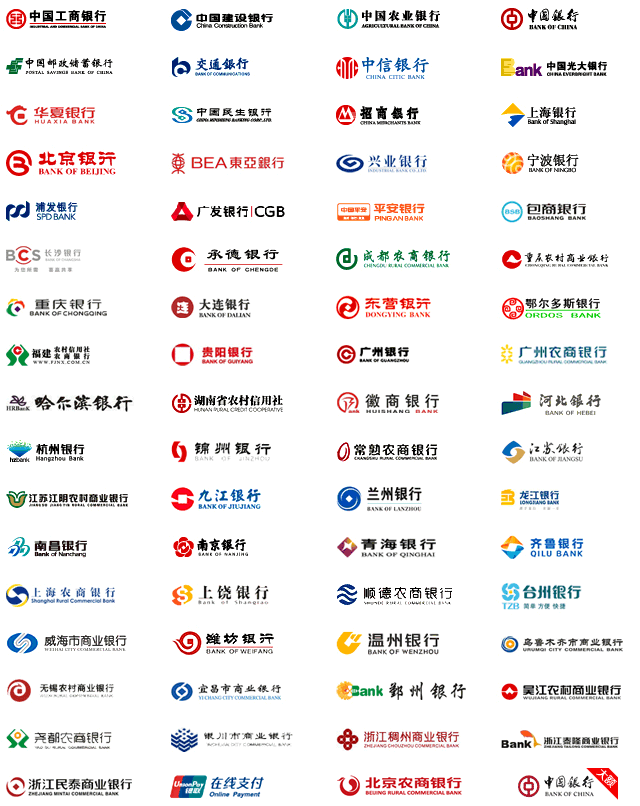 中国工商银行
INDUSTRIAL AND COMMERCIAL BANK OF CHINA
中国建设银行
China Construction Bank
中国农业银行
AGRICULTURAL BANK OF CHINA
中国银行
BANK OF CHINA
中国邮政储蓄银行
POSTAL SAVINGS BANK OF CHINA
交通银行
BANK OF COMMUNICATIONS
中信银行
CHINA CITIC BANK
Bank
中国光大银行
CHINA EVERBRIGHT BANK
华夏银行
HUAXIA BANK
中国民生银行
CHINA MINSHENG BANKING CORP.,LTD.
招商银行
CHINA MERCHANTS BANK
上海银行
Bank of Shanghai
北京银行
BANK OF BEIJING
BEA東亞銀行
兴业银行
INDUSTRIAL BANK CO.,LTD.
宁波银行
BANK OF NINGBO
浦发银行
SPD BANK
广发银行|CGB
中国平安
平安银行
PINGAN BANK
BSB
包商银行
BAOSHANG BANK
BCS
长沙银行
BANK OF CHANGSHA
承德银行
BANK OF CHENGDE
成都农商银行
CHENGDU RURAL COMMERCIAL BANK
重庆农村商业银行
CHONGQING RURAL COMMERCIAL BANK
重庆银行
BANK OF CHONGQING
大连银行
BANK OF DALIAN
东营银行
DONGYING BANK
鄂尔多斯银行
ORDOS BANK
福建
农村信用社
农商银行
WWW.FJNX.COM.CN
贵阳银行
BANK OF GUIYANG
广州银行
BANK OF GUANGZHOU
广州农商银行
GUANGZHOU RURAL COMMERCIAL BANK
HRBank
哈尔滨银行
湖南省农村信用社
HUNAN RURAL CREDIT COOPERATIVE
徽商银行
HUISHANG BANK
河北银行
BANK OF HEBEI
hzbank
杭州银行
Hangzhou Bank
锦州银行
BANK OF JINZHOU
常熟农商银行
CHANGSHU RURAL COMMERCIAL BANK
江苏银行
BANK OF JIANGSU
江苏江阴农村商业银行
JIANGSU JIANGYIN RURAL COMMERCIAL BANK
九江银行
BANK OF JIUJIANG
兰州银行
BANK OF LANZHOU
龙江银行
LONGJIANG BANK
南昌银行
Bank of Nanchang
南京银行
BANK OF NANJING
青海银行
BANK OF QINGHAI
齐鲁银行
QILU BANK
上海农商银行
Shanghai Rural Commercial Bank
上饶银行
Bank of Shangrao
顺德农商银行
SHUNDE RURAL COMMERCIAL BANK
TZB
台州银行
简单 方便 快捷
威海市商业银行
WEIHAI CITY COMMERCIAL BANK
潍坊银行
BANK OF WEIFANG
温州银行
BANK OF WENZHOU
乌鲁木齐市商业银行
URUMQI CITY COMMERCIAL BANK
无锡农村商业银行
宜昌市商业银行
YICHANG CITY COMMERCIAL BANK
Bank
鄞州银行
吴江农村商业银行
WUJIANG RURAL COMMERCIAL BANK
尧都农商银行
YAO DU RURAL COMMERCIAL BANK
银川市商业银行
YINCHUAN CITY COMMERCIAL BANK
浙江稠州商业银行
ZHEJIANG CHOUZHOU COMMERCIAL BANK
Bank
浙江泰隆商业银行
ZHEJIANG TAILONG COMMERCIAL BANK
浙江民泰商业银行
ZHEJIANG MINTAI COMMERCIAL BANK
UnionPay
银联
在线支付
Online Payment
北京农商银行
BEIJING RURAL COMMERCIAL BANK
中国银行
BANK OF CHINA
大额